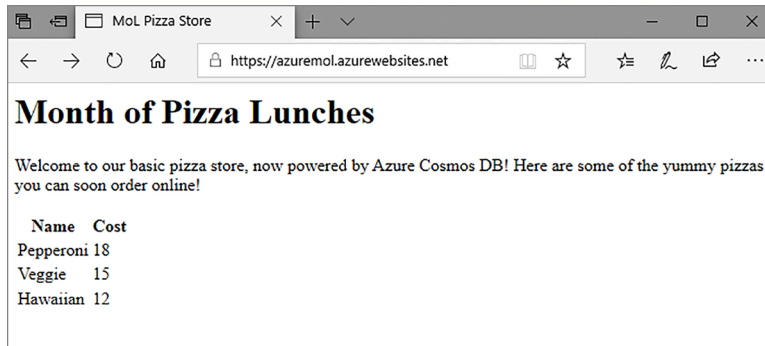 MoL Pizza Store
https://azuremol.azurewebsites.net
Month of Pizza Lunches
Welcome to our basic pizza store, now powered by Azure Cosmos DB! Here are some of the yummy pizzas
you can soon order online!
Name Cost
Pepperoni 18
Veggie 15
Hawaiian 12